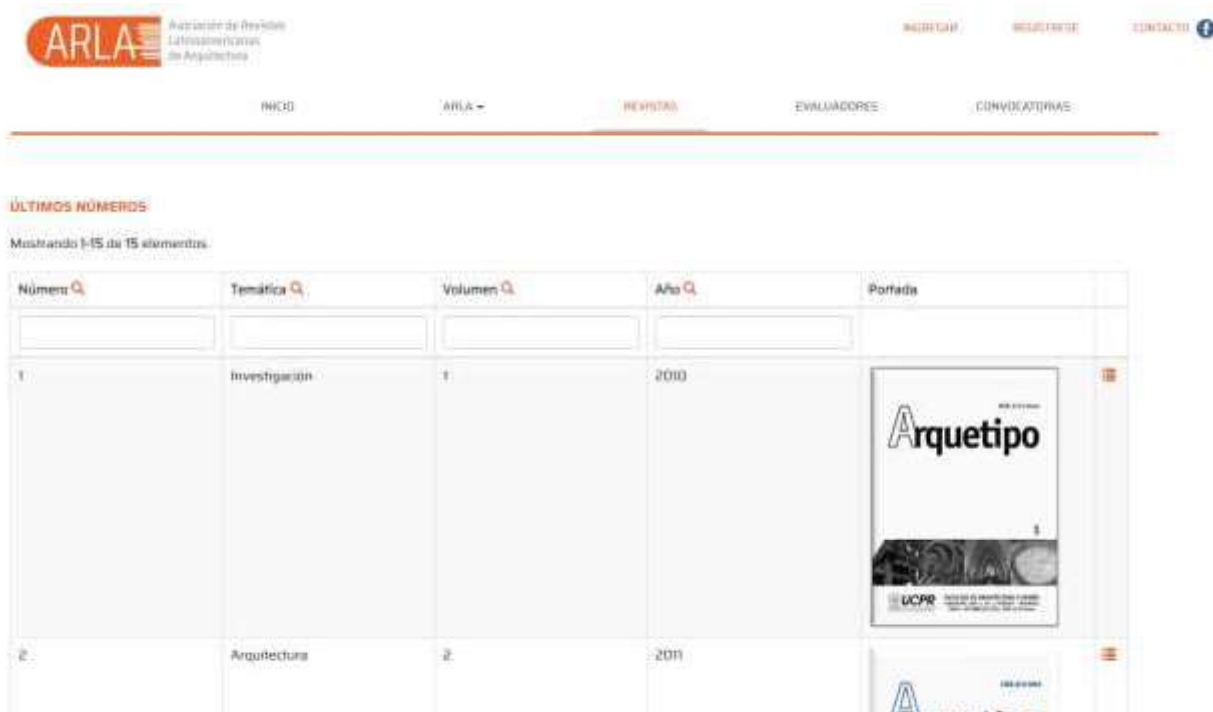 ARLA
Asociación de Revistas
Latinoamericanas
de Arquitectura
INGRESAR REGISTRESE CONTACTO
INICIO ARLA REVISTAS EVALUADORES CONVOCATORIAS
ÚLTIMOS NÚMEROS
Mostrando 1-15 de 15 elementos.
Número Temática Volumen Año Portada
1 Investigación 1 2010
Arquetipo
1
UCPR
2 Arquitectura 2 2011